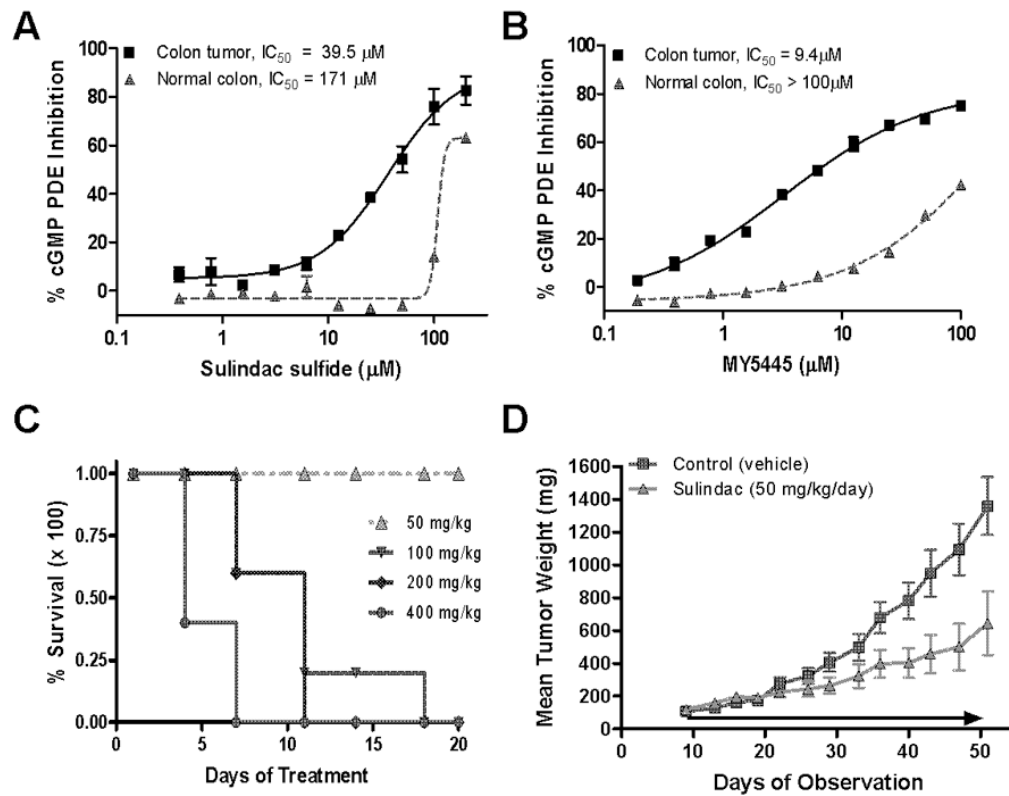 A
Colon tumor, IC50 = 39.5 μM
Normal colon, IC50 = 171 μM
% cGMP PDE Inhibition
100
80
60
40
20
0
0.1 1 10 100
Sulindac sulfide (μM)
B
Colon tumor, IC50 = 9.4μM
Normal colon, IC50 > 100μM
% cGMP PDE Inhibition
100
80
60
40
20
0
0.1 1 10 100
MY5445 (μM)
C
% Survival (x 100)
1.00
0.75
0.50
0.25
0.00
50 mg/kg
100 mg/kg
200 mg/kg
400 mg/kg
0 5 10 15 20
Days of Treatment
D
Control (vehicle)
Sulindac (50 mg/kg/day)
Mean Tumor Weight (mg)
1600
1400
1200
1000
800
600
400
200
0
0 10 20 30 40 50
Days of Observation